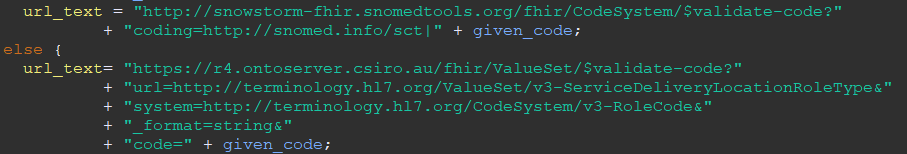 url_text = "http://snowstorm-fhir.snomedtools.org/fhir/CodeSystem/$validate-code?"
+ "coding=http://snomed.info/sct|" + given_code;
else {
url_text= "https://r4.ontoserver.csiro.au/fhir/ValueSet/$validate-code?"
+ "url=http://terminology.hl7.org/ValueSet/v3-ServiceDeliveryLocationRoleType&"
+ "system=http://terminology.hl7.org/CodeSystem/v3-RoleCode&"
+ "_format=string&"
+ "code=" + given_code;